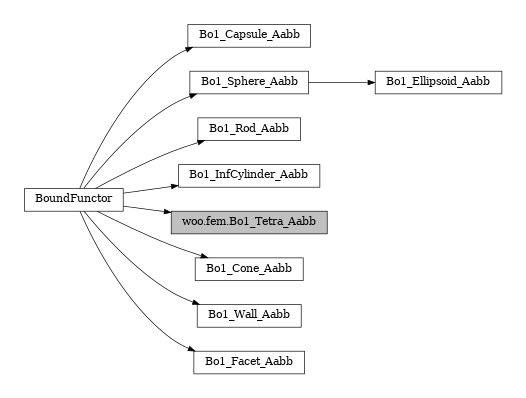 Bo1_Capsule_Aabb
Bo1_Sphere_Aabb
Bo1_Ellipsoid_Aabb
Bo1_Rod_Aabb
Bo1_InfCylinder_Aabb
BoundFunctor
woo.fem.Bo1_Tetra_Aabb
Bo1_Cone_Aabb
Bo1_Wall_Aabb
Bo1_Facet_Aabb